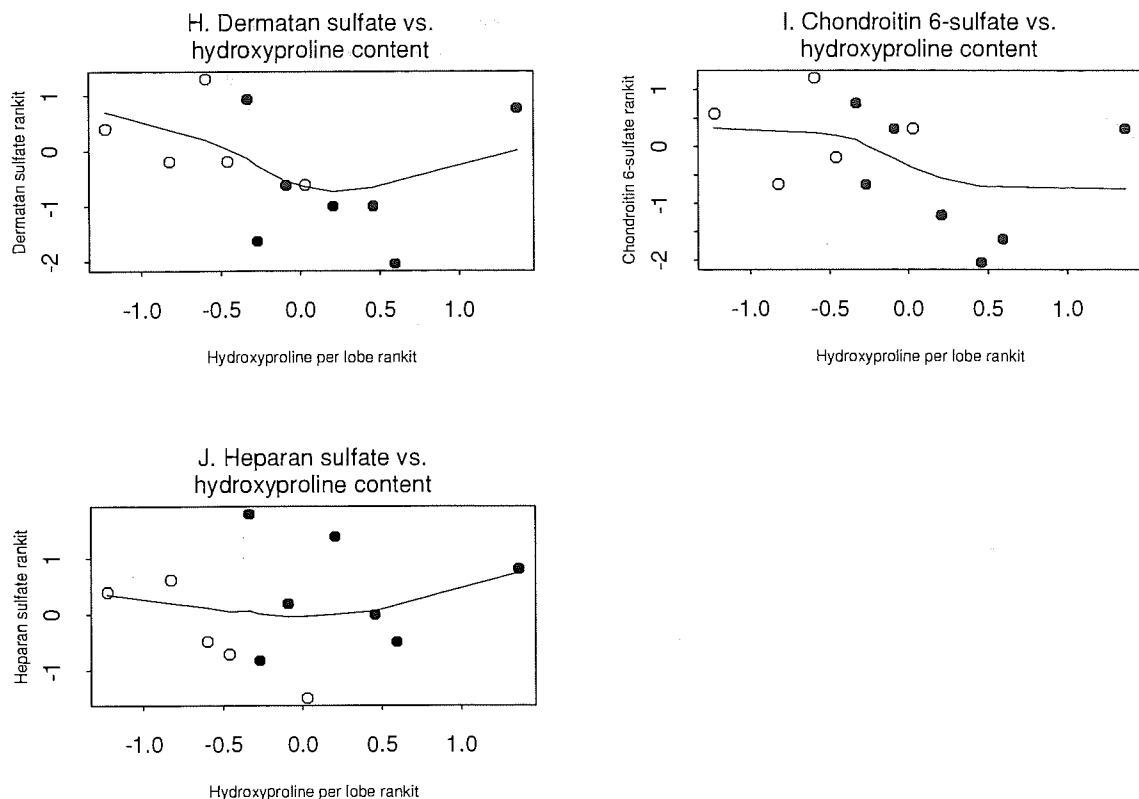 H. Dermatan sulfate vs.
hydroxyproline content
Dermatan sulfate rankit
1
0
-1
-2
-1.0 -0.5 0.0 0.5 1.0
Hydroxyproline per lobe rankit
I. Chondroitin 6-sulfate vs.
hydroxyproline content
Chondroitin 6-sulfate rankit
1
0
-1
-2
-1.0 -0.5 0.0 0.5 1.0
Hydroxyproline per lobe rankit
J. Heparan sulfate vs.
hydroxyproline content
Heparan sulfate rankit
1
0
-1
-1.0 -0.5 0.0 0.5 1.0
Hydroxyproline per lobe rankit